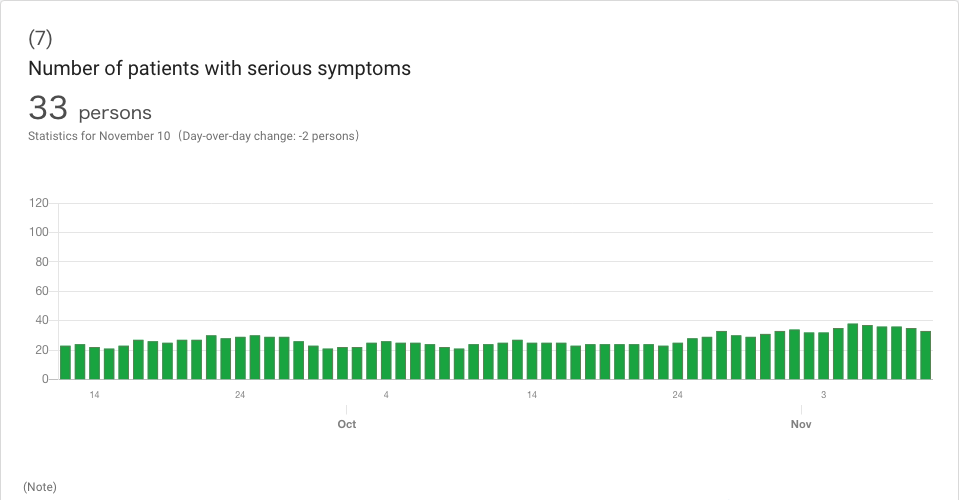 (7)
Number of patients with serious symptoms
33 persons
Statistics for November 10（Day-over-day change: -2 persons）
120
100
80
60
40
20
0
14 24 4 14 24 3
Oct Nov
(Note)